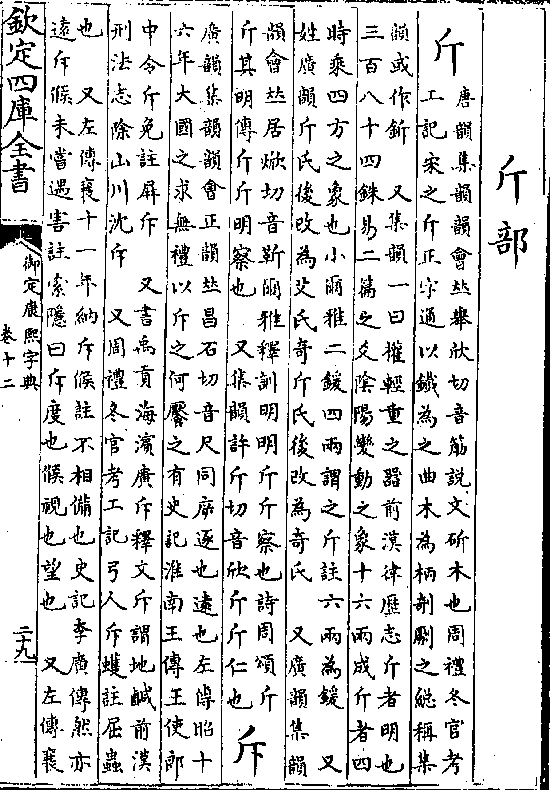 斤部
斤
唐韻集韻韻會𠀤舉欣切音筋說文斫木也周禮冬官考
工記宋之斤正字通以鐵為之曲木為柄剞劂之總稱集
韻或作釿 又集韻一曰權輕重之器前漢律歷志斤者明也
三百八十四銖易二篇之爻陰陽變動之象十六兩成斤者四
時乘四方之象也小爾雅二鍰四兩謂之斤註六兩為鍰 又
姓廣韻斤氏後改為艾氏奇斤氏後改為奇氏 又廣韻集韻
韻會𠀤居焮切音靳爾雅釋訓明明斤斤察也詩周頌斤
斤其明傳斤斤明察也 又集韻許斤切音欣斤斤仁也
斥
廣韻集韻韻會正韻𠀤昌石切音尺同㡿逐也遠也左傳昭十
六年大國之求無禮以斥之何饜之有史記淮南王傳王使郎
中令斥免註屏斥 又書禹貢海濱廣斥釋文斥謂地鹹前漢
刑法志除山川沈斥 又周禮冬官考工記弓人斥蠖註屈蟲
也 又左傳襄十一年納斥候註不相備也史記李廣傳然亦
遠斥候未嘗遇害註索隱曰斥度也候視也望也 又左傳襄
欽定四庫全書
御定康熙字典
卷十二
二十九